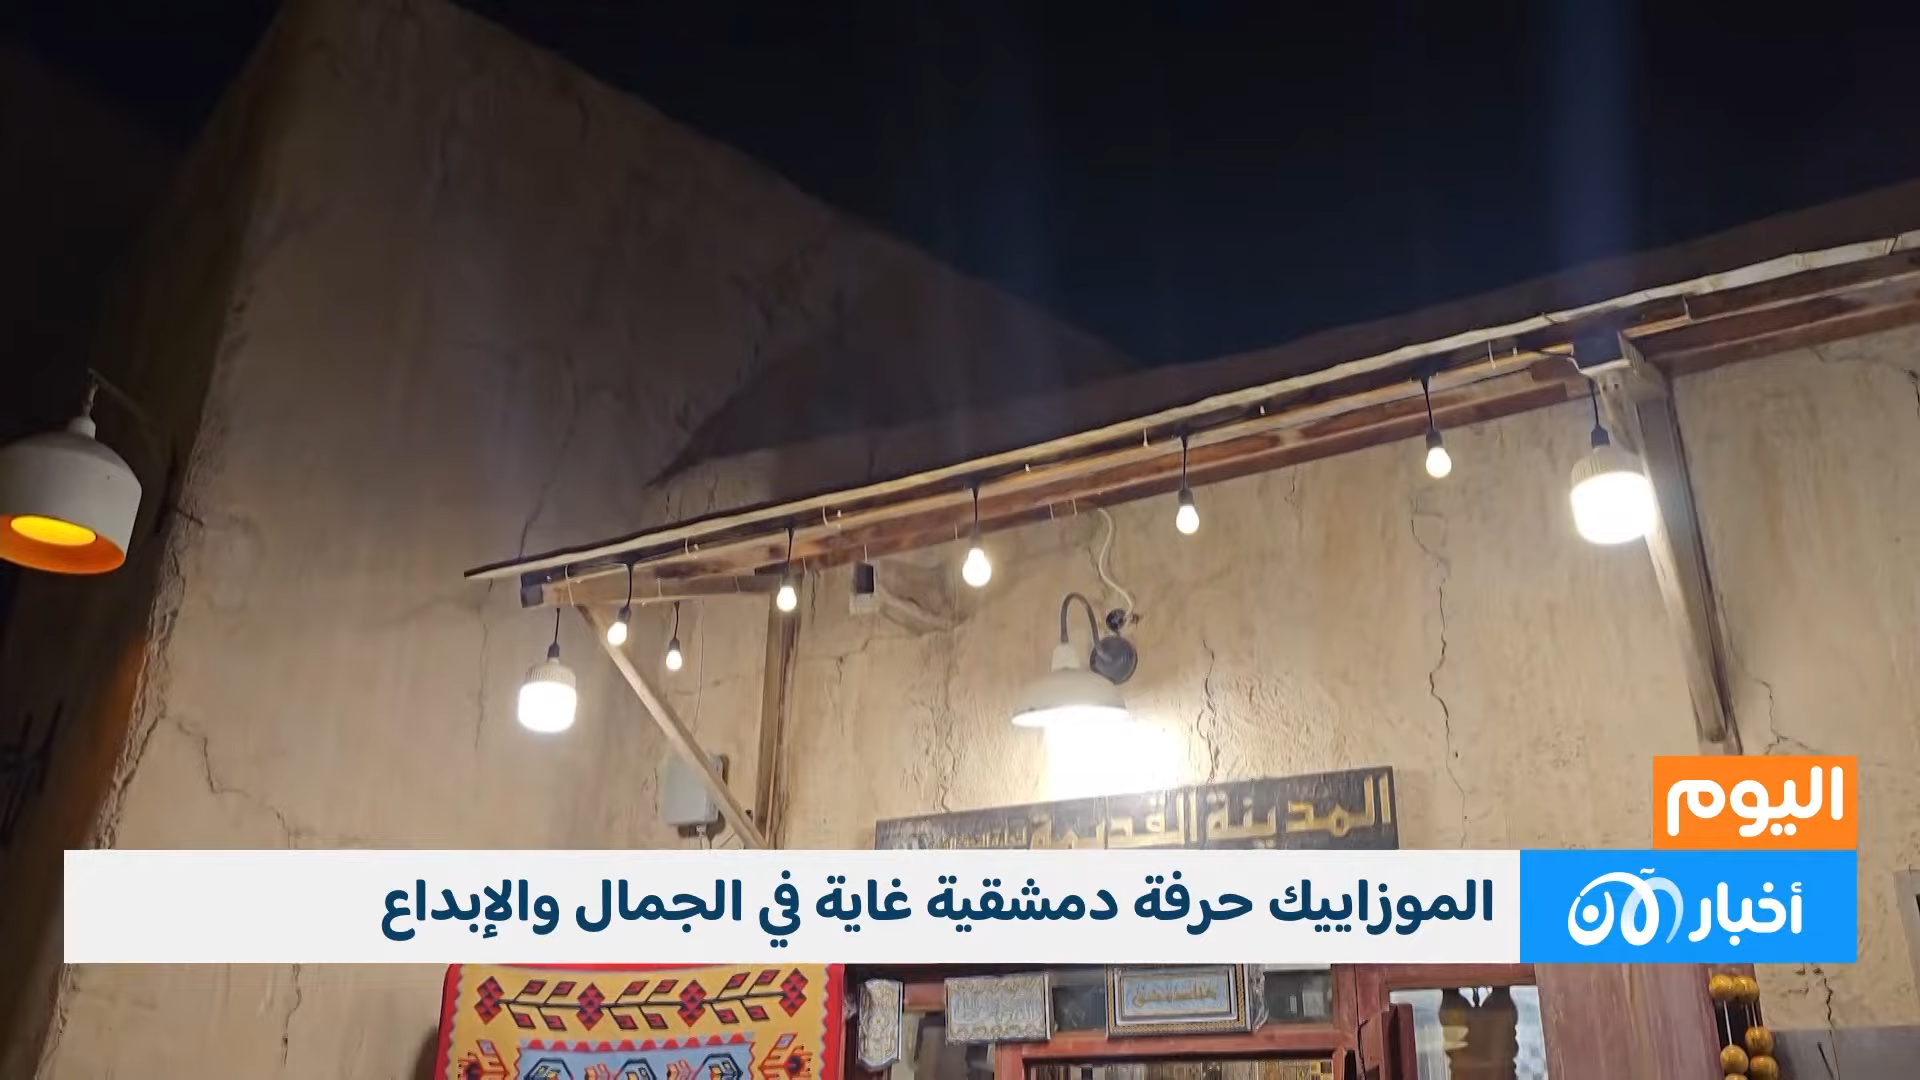 المدينة القديمة
اليوم
أخبار الآن
الموزاييك حرفة دمشقية غاية في الجمال والإبداع